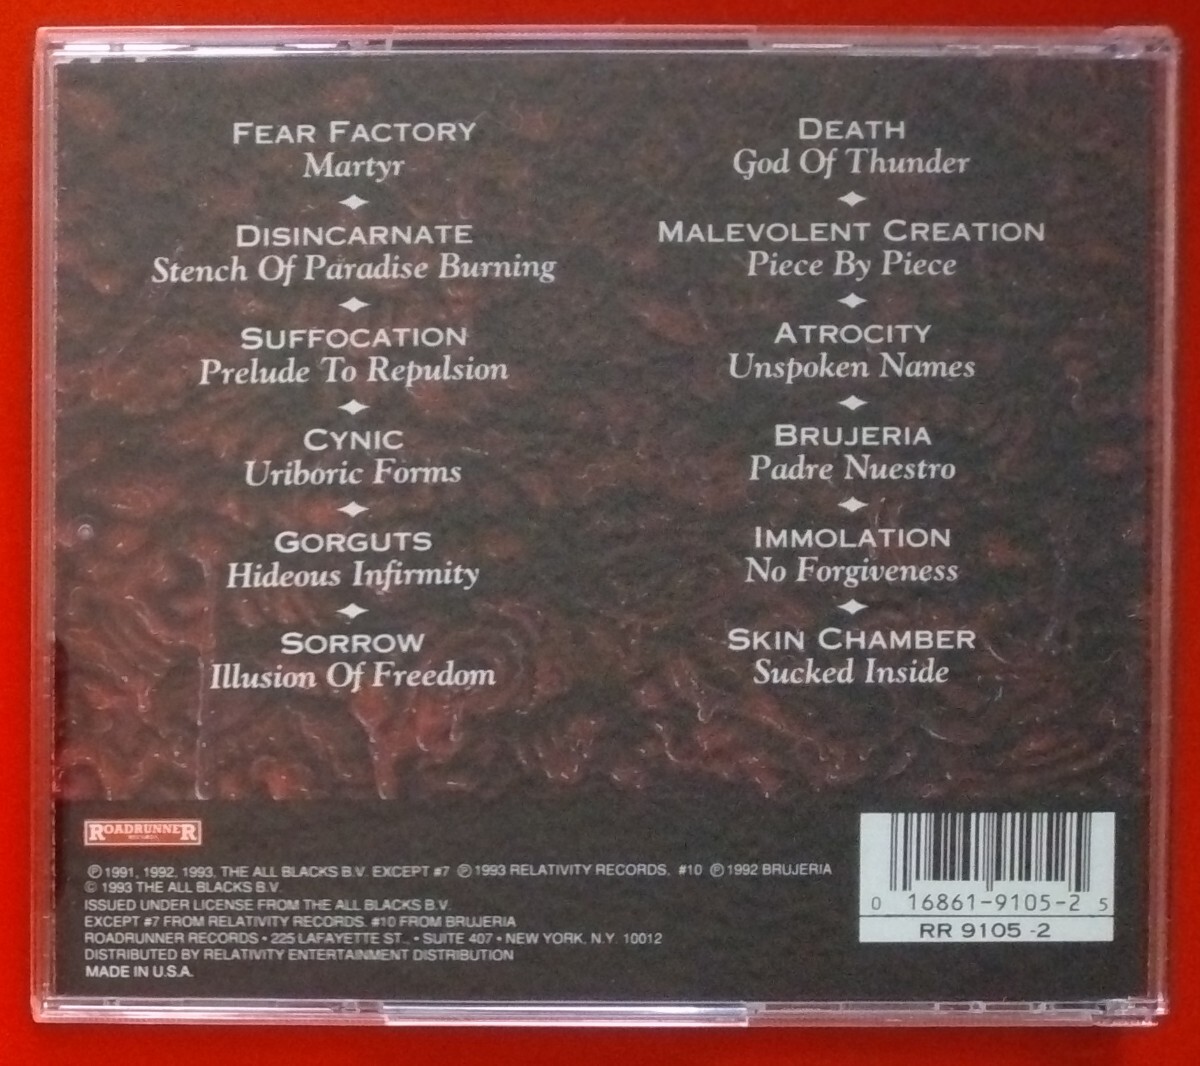 FEAR FACTORY
Martyr
DISINCARNATE
Stench Of Paradise Burning
SUFFOCATION
Prelude To Repulsion
CYNIC
Uriboric Forms
GORGUTS
Hideous Infirmity
SORROW
Illusion Of Freedom
DEATH
God Of Thunder
MALEVOLENT CREATION
Piece By Piece
ATROCITY
Unspoken Names
BRUJERIA
Padre Nuestro
IMMOLATION
No Forgiveness
SKIN CHAMBER
Sucked Inside
ROADRUNNER
RECORDS
℗ 1991, 1992, 1993, THE ALL BLACKS B.V. EXCEPT #7 ℗ 1993 RELATIVITY RECORDS, #10 ℗ 1992 BRUJERIA
© 1993 THE ALL BLACKS B.V.
ISSUED UNDER LICENSE FROM THE ALL BLACKS B.V.
EXCEPT #7 FROM RELATIVITY RECORDS. #10 FROM BRUJERIA
ROADRUNNER RECORDS • 225 LAFAYETTE ST., • SUITE 407 • NEW YORK, N.Y. 10012
DISTRIBUTED BY RELATIVITY ENTERTAINMENT DISTRIBUTION
MADE IN U.S.A.
0 16861-9105-2 5
RR 9105 -2